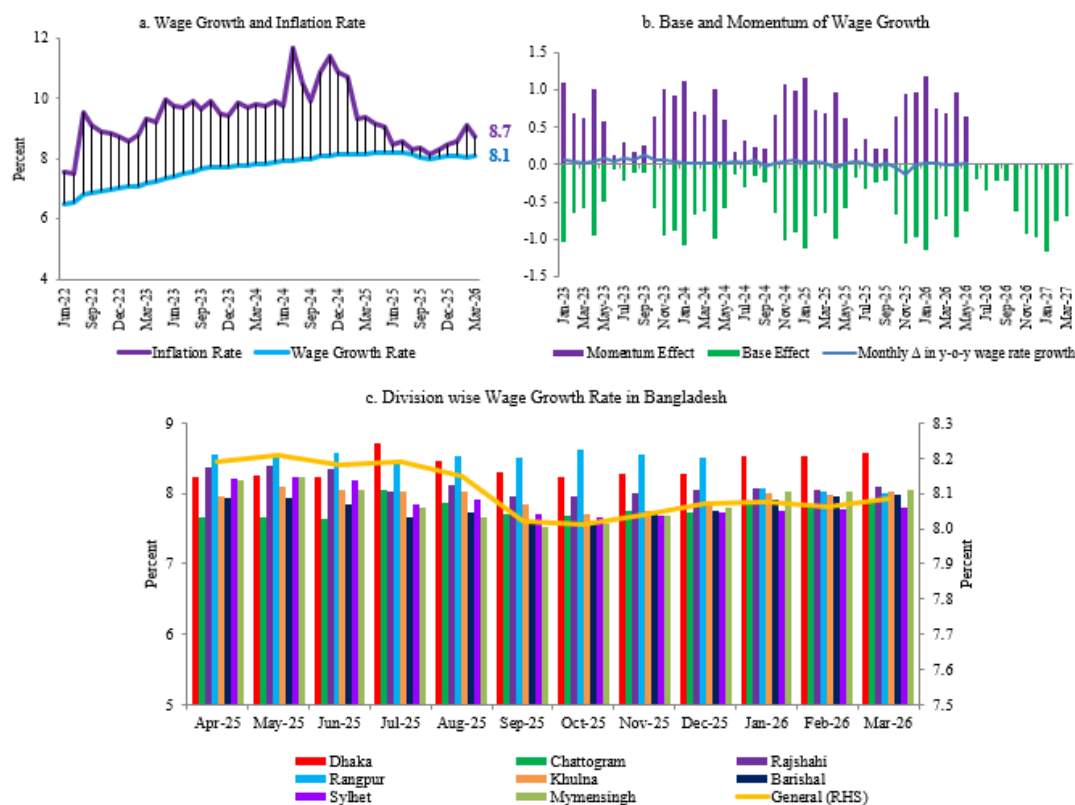 a. Wage Growth and Inflation Rate
12
10
8
6
4
Percent
8.7
8.1
Jun-22
Sep-22
Dec-22
Mar-23
Jun-23
Sep-23
Dec-23
Mar-24
Jun-24
Sep-24
Dec-24
Mar-25
Jun-25
Sep-25
Dec-25
Mar-26
Inflation Rate
Wage Growth Rate
b. Base and Momentum of Wage Growth
1.5
1.0
0.5
0.0
-0.5
-1.0
-1.5
Jan-23
Mar-23
May-23
Jul-23
Sep-23
Nov-23
Jan-24
Mar-24
May-24
Jul-24
Sep-24
Nov-24
Jan-25
Mar-25
May-25
Jul-25
Sep-25
Nov-25
Jan-26
Mar-26
May-26
Jul-26
Sep-26
Nov-26
Jan-27
Mar-27
Momentum Effect
Base Effect
Monthly Δ in y-o-y wage rate growth
c. Division wise Wage Growth Rate in Bangladesh
9
8
7
6
5
Percent
8.3
8.2
8.1
8.0
7.9
7.8
7.7
7.6
7.5
Percent
Apr-25
May-25
Jun-25
Jul-25
Aug-25
Sep-25
Oct-25
Nov-25
Dec-25
Jan-26
Feb-26
Mar-26
Dhaka
Chattogram
Rajshahi
Rangpur
Khulna
Barishal
Sylhet
Mymensingh
General (RHS)